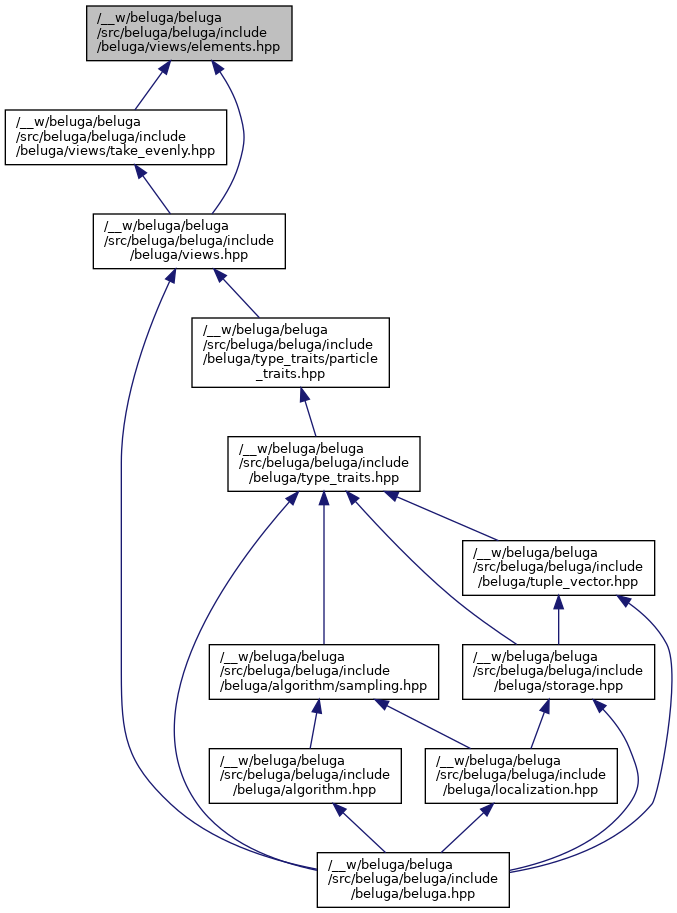 /__w/beluga/beluga
/src/beluga/beluga/include
/beluga/views/elements.hpp
/__w/beluga/beluga
/src/beluga/beluga/include
/beluga/views/take_evenly.hpp
/__w/beluga/beluga
/src/beluga/beluga/include
/beluga/views.hpp
/__w/beluga/beluga
/src/beluga/beluga/include
/beluga/type_traits/particle
_traits.hpp
/__w/beluga/beluga
/src/beluga/beluga/include
/beluga/type_traits.hpp
/__w/beluga/beluga
/src/beluga/beluga/include
/beluga/tuple_vector.hpp
/__w/beluga/beluga
/src/beluga/beluga/include
/beluga/algorithm/sampling.hpp
/__w/beluga/beluga
/src/beluga/beluga/include
/beluga/storage.hpp
/__w/beluga/beluga
/src/beluga/beluga/include
/beluga/algorithm.hpp
/__w/beluga/beluga
/src/beluga/beluga/include
/beluga/localization.hpp
/__w/beluga/beluga
/src/beluga/beluga/include
/beluga/beluga.hpp